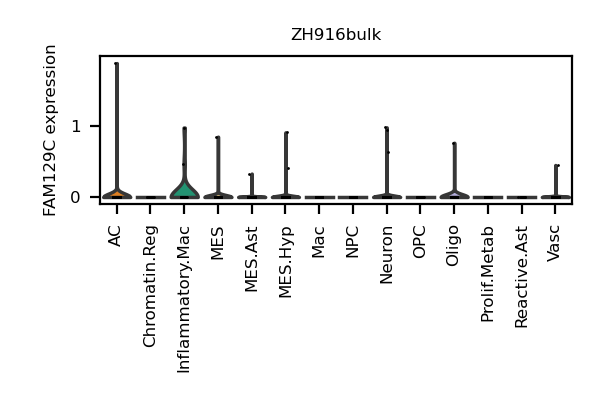 ZH916bulk
FAM129C expression
1
0
AC
Chromatin.Reg
Inflammatory.Mac
MES
MES.Ast
MES.Hyp
Mac
NPC
Neuron
OPC
Oligo
Prolif.Metab
Reactive.Ast
Vasc